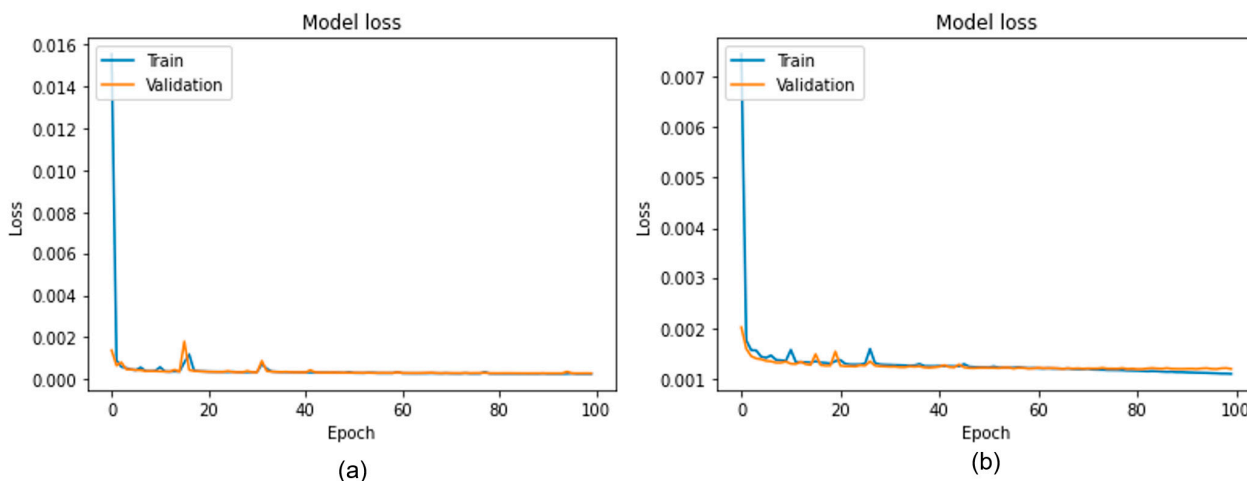 Model loss
0.016
0.014
0.012
0.010
0.008
0.006
0.004
0.002
0.000
Loss
Train
Validation
0 20 40 60 80 100
Epoch
(a)
Model loss
0.007
0.006
0.005
0.004
0.003
0.002
0.001
Loss
Train
Validation
0 20 40 60 80 100
Epoch
(b)